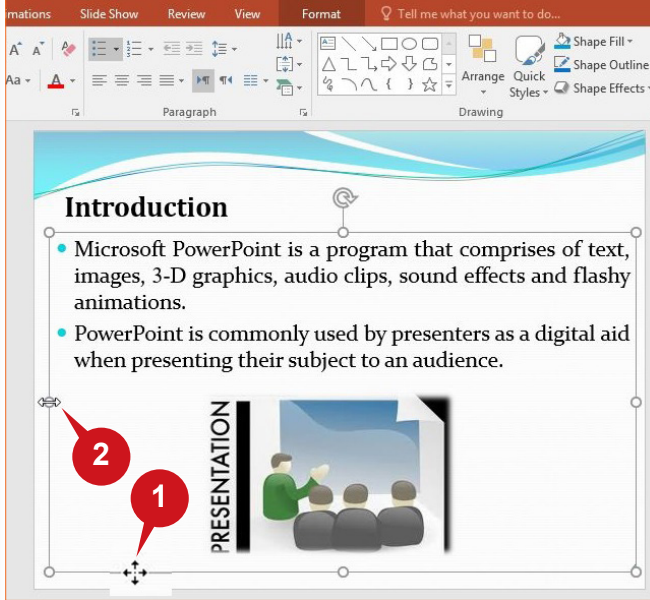 imations Slide Show Review View Format Tell me what you want to do...
Shape Fill
Aa A Shape Outline
Arrange Quick Styles Shape Effects
Paragraph Drawing
Introduction
• Microsoft PowerPoint is a program that comprises of text,
images, 3-D graphics, audio clips, sound effects and flashy
animations.
• PowerPoint is commonly used by presenters as a digital aid
when presenting their subject to an audience.
PRESENTATION
2
1